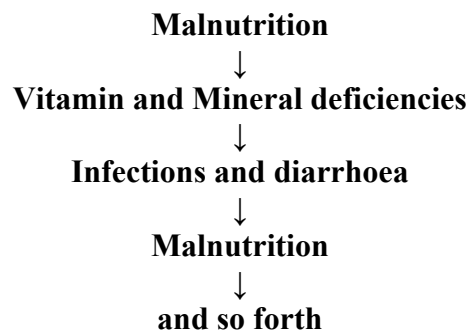 Malnutrition
↓
Vitamin and Mineral deficiencies
↓
Infections and diarrhoea
↓
Malnutrition
↓
and so forth